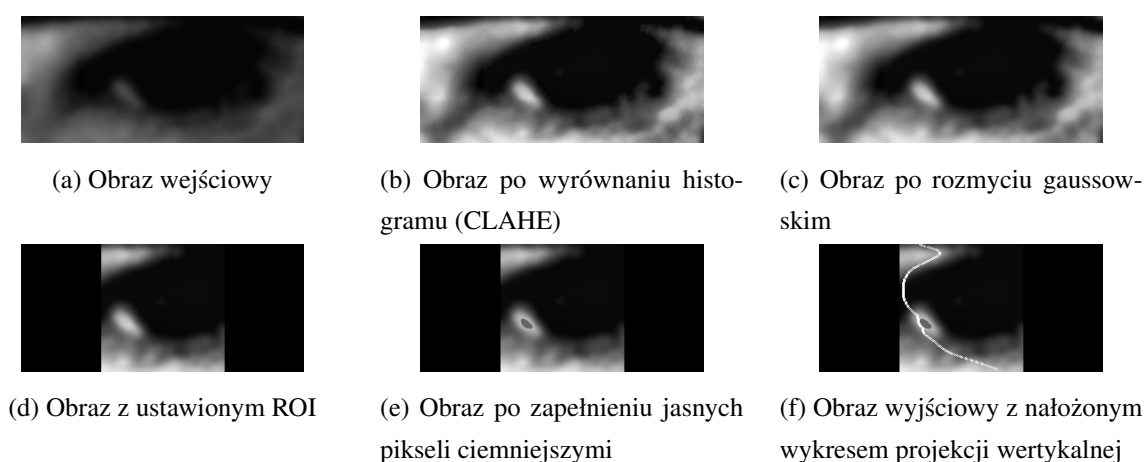 (a) Obraz wejściowy
(b) Obraz po wyrównaniu histo-
gramu (CLAHE)
(c) Obraz po rozmyciu gaussow-
skim
(d) Obraz z ustawionym ROI
(e) Obraz po zapełnieniu jasnych
pikseli ciemniejszymi
(f) Obraz wyjściowy z nałożonym
wykresem projekcji wertykalnej